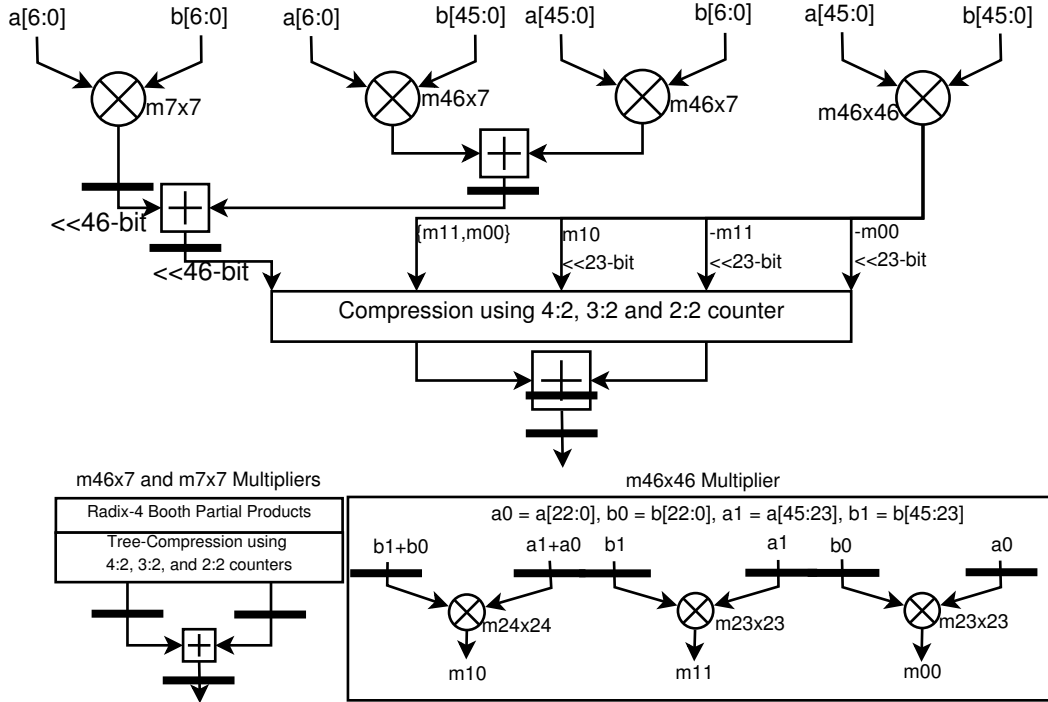 a[6:0]
b[6:0]
a[6:0]
b[45:0]
a[45:0]
b[6:0]
a[45:0]
b[45:0]
m7x7
m46x7
m46x7
m46x46
<<46-bit
<<46-bit
{m11,m00}
m10
<<23-bit
-m11
<<23-bit
-m00
<<23-bit
Compression using 4:2, 3:2 and 2:2 counter
m46x7 and m7x7 Multipliers
Radix-4 Booth Partial Products
Tree-Compression using
4:2, 3:2, and 2:2 counters
m46x46 Multiplier
a0 = a[22:0], b0 = b[22:0], a1 = a[45:23], b1 = b[45:23]
b1+b0
a1+a0
b1
a1
b0
a0
m24x24
m23x23
m23x23
m10
m11
m00